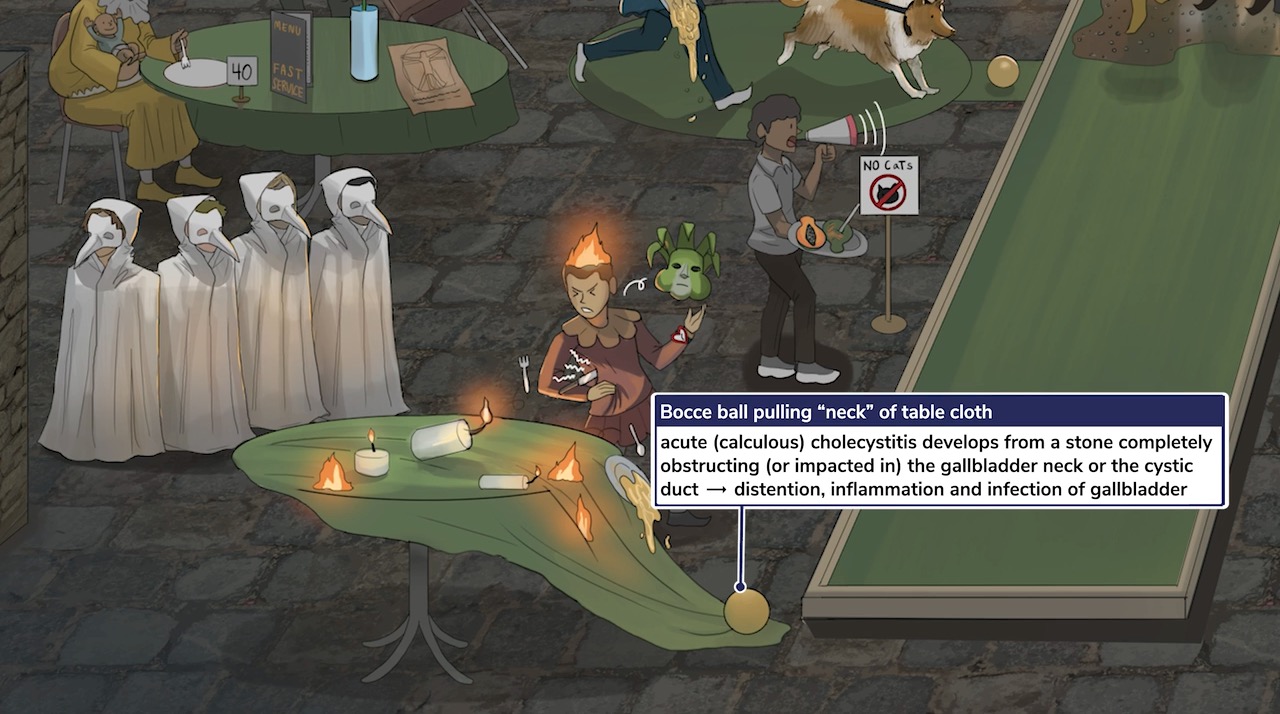 MENU
FAST
SERVICE
40
NO CaTs
Bocce ball pulling “neck” of table cloth
acute (calculous) cholecystitis develops from a stone completely
obstructing (or impacted in) the gallbladder neck or the cystic
duct → distention, inflammation and infection of gallbladder